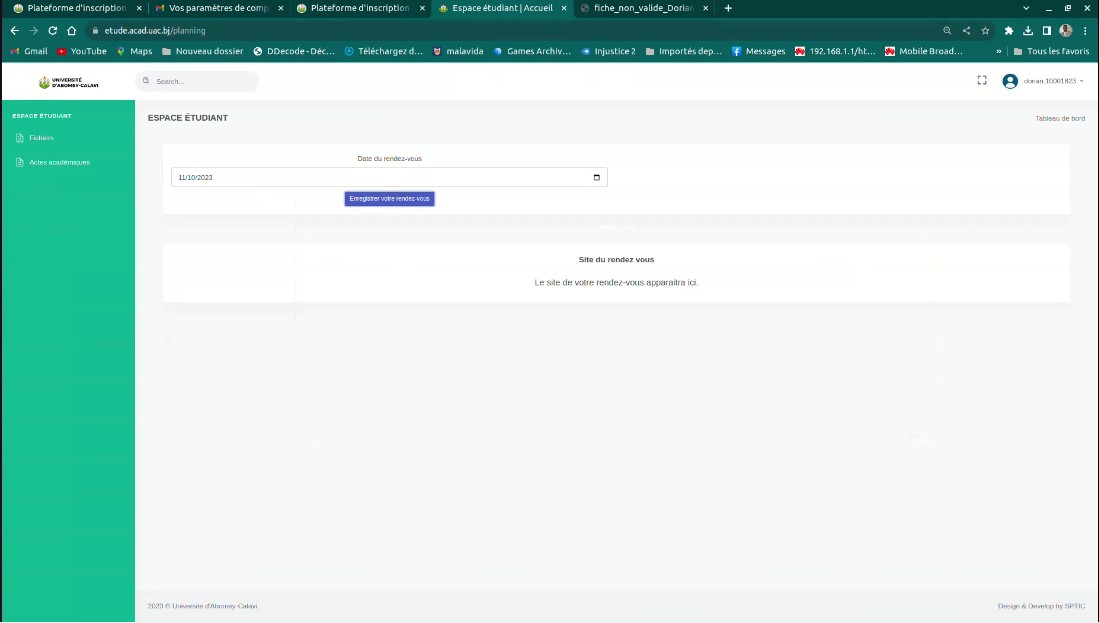 Plateforme d'inscription
Vos paramètres de comp
Plateforme d'inscription
Espace étudiant | Accueil
fiche_non_valide_Dorian
etude.acad.uac.bj/planning
Gmail
YouTube
Maps
Nouveau dossier
DDecode - Déc...
Téléchargez d...
malavida
Games Archiv...
Injustice 2
Importés dep...
Messages
192.168.1.1/ht...
Mobile Broad...
»
Tous les favoris
UNIVERSITÉ
D'ABOMEY-CALAVI
Search...
dorian.10001823
ESPACE ÉTUDIANT
Fichiers
Actes académiques
ESPACE ÉTUDIANT
Tableau de bord
Date du rendez-vous
11/10/2023
Enregistrer votre rendez-vous
Site du rendez vous
Le site de votre rendez-vous apparaitra ici.
2023 © Université d'Abomey-Calavi
Design & Develop by SPTIC